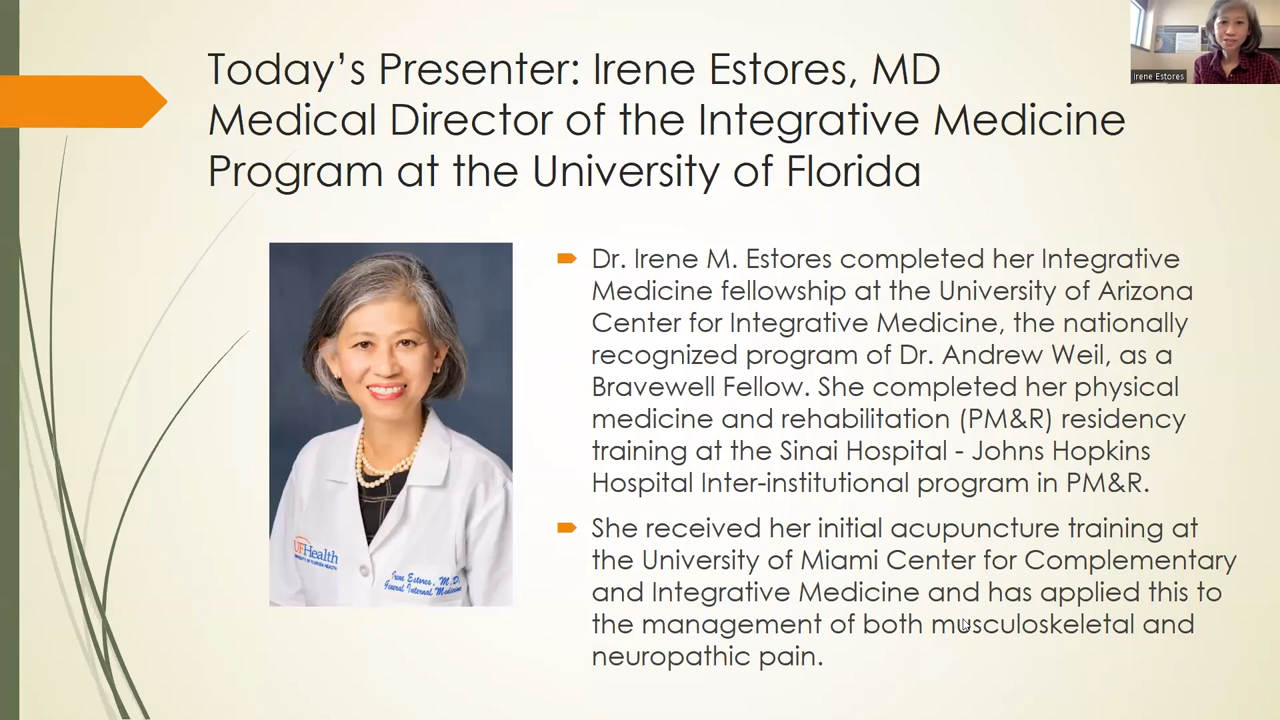 Today's Presenter: Irene Estores, MD
Medical Director of the Integrative Medicine
Program at the University of Florida
Irene Estores
Dr. Irene M. Estores completed her Integrative
Medicine fellowship at the University of Arizona
Center for Integrative Medicine, the nationally
recognized program of Dr. Andrew Weil, as a
Bravewell Fellow. She completed her physical
medicine and rehabilitation (PM&R) residency
training at the Sinai Hospital - Johns Hopkins
Hospital Inter-institutional program in PM&R.
She received her initial acupuncture training at
the University of Miami Center for Complementary
and Integrative Medicine and has applied this to
the management of both musculoskeletal and
neuropathic pain.
UFHealth
UNIVERSITY OF FLORIDA HEALTH
Irene Estores, M.D.
General Internal Medicine